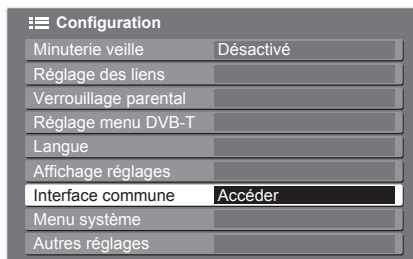 Configuration
Minuterie veille Désactivé
Réglage des liens
Verrouillage parental
Réglage menu DVB-T
Langue
Affichage réglages
Interface commune Accéder
Menu système
Autres réglages